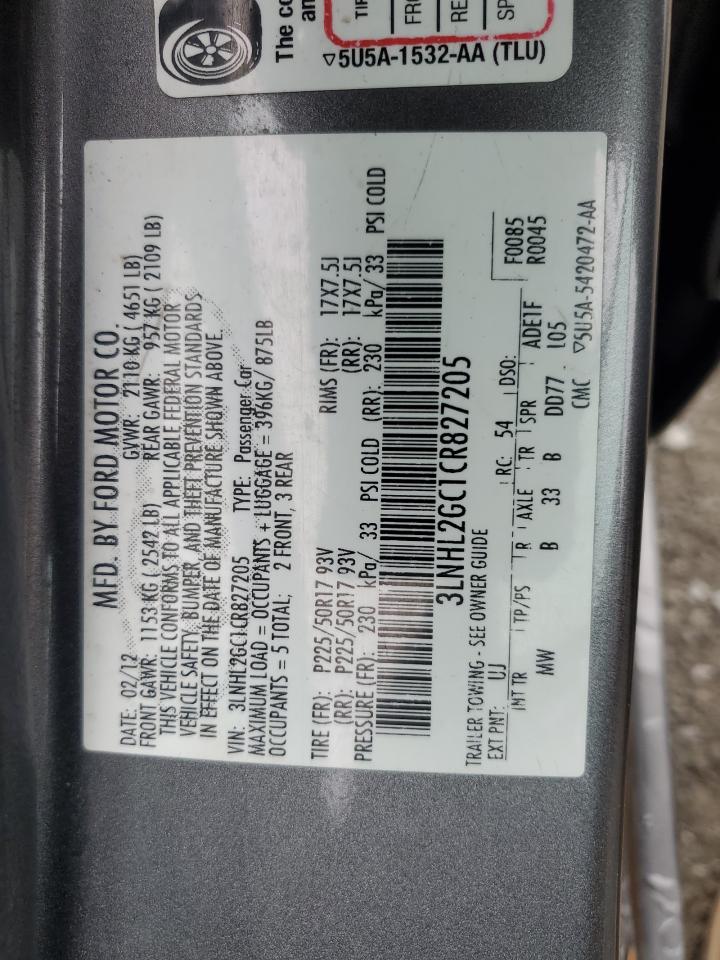 The co
an
TIR
FR
RE
SP
▽5U5A-1532-AA (TLU)
MFD. BY FORD MOTOR CO.
DATE: 02/12 GVWR: 2110 KG ( 4651 LB)
FRONT GAWR: 1153 KG ( 2542 LB) REAR GAWR: 957 KG ( 2109 LB)
THIS VEHICLE CONFORMS TO ALL APPLICABLE FEDERAL MOTOR
VEHICLE SAFETY, BUMPER, AND THEFT PREVENTION STANDARDS
IN EFFECT ON THE DATE OF MANUFACTURE SHOWN ABOVE.
VIN: 3LNHL2GC1CR827205 TYPE: Passenger Car
MAXIMUM LOAD = OCCUPANTS + LUGGAGE = 396KG/ 875LB
OCCUPANTS = 5 TOTAL; 2 FRONT, 3 REAR
TIRE (FR): P225/50R17 93V RIMS (FR): 17X7.5J
(RR): P225/50R17 93V (RR): 17X7.5J
PRESSURE (FR): 230 kPa/ 33 PSI COLD (RR): 230 kPa/ 33 PSI COLD
3LNHL2GC1CR827205
TRAILER TOWING - SEE OWNER GUIDE
EXT PNT: UJ RC: 54 DSO: F0085
R0045
INT TR TP/PS R AXLE TR SPR ADE1F
MW B 33 B DD77 I05
CMC ▽5U5A-5420472-AA